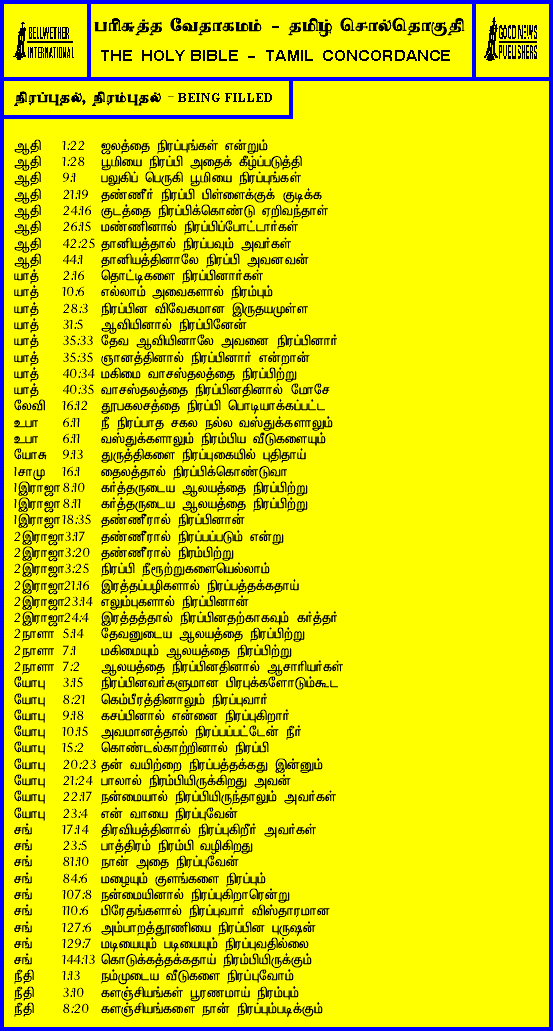 BELLWETHER
INTERNATIONAL
பரிசுத்த வேதாகமம் - தமிழ் சொல்தொகுதி
THE HOLY BIBLE - TAMIL CONCORDANCE
GOOD NEWS
PUBLISHERS
நிரப்புதல், நிரம்புதல் - BEING FILLED
ஆதி 1:22 ஜலத்தை நிரப்புங்கள் என்றும்
ஆதி 1:28 பூமியை நிரப்பி அதைக் கீழ்ப்படுத்தி
ஆதி 9:1 பலுகிப் பெருகி பூமியை நிரப்புங்கள்
ஆதி 21:19 தண்ணீர் நிரப்பி பிள்ளைக்குக் குடிக்க
ஆதி 24:16 குடத்தை நிரப்பிக்கொண்டு ஏறிவந்தாள்
ஆதி 26:15 மண்ணினால் நிரப்பிப்போட்டார்கள்
ஆதி 42:25 தானியத்தால் நிரப்பவும் அவர்கள்
ஆதி 44:1 தானியத்தினாலே நிரப்பி அவனவன்
யாத் 2:16 தொட்டிகளை நிரப்பினார்கள்
யாத் 10:6 எல்லாம் அவைகளால் நிரம்பும்
யாத் 28:3 நிரப்பின விவேகமான இருதயமுள்ள
யாத் 31:5 ஆவியினால் நிரப்பினேன்
யாத் 35:33 தேவ ஆவியினாலே அவனை நிரப்பினார்
யாத் 35:35 ஞானத்தினால் நிரப்பினார் என்றான்
யாத் 40:34 மகிமை வாசஸ்தலத்தை நிரப்பிற்று
யாத் 40:35 வாசஸ்தலத்தை நிரப்பினதினால் மோசே
லேவி 16:12 தூபகலசத்தை நிரப்பி பொடியாக்கப்பட்ட
உபா 6:11 நீ நிரப்பாத சகல நல்ல வஸ்துக்களாலும்
உபா 6:11 வஸ்துக்களாலும் நிரம்பிய வீடுகளையும்
யோசு 9:13 துருத்திகளை நிரப்புகையில் புதிதாய்
1சாமு 16:1 தைலத்தால் நிரப்பிக்கொண்டுவா
1இராஜா 8:10 கர்த்தருடைய ஆலயத்தை நிரப்பிற்று
1இராஜா 8:11 கர்த்தருடைய ஆலயத்தை நிரப்பிற்று
1இராஜா 18:35 தண்ணீரால் நிரப்பினான்
2இராஜா 3:17 தண்ணீரால் நிரப்பப்படும் என்று
2இராஜா 3:20 தண்ணீரால் நிரம்பிற்று
2இராஜா 3:25 நிரப்பி நீரூற்றுகளையெல்லாம்
2இராஜா 21:16 இரத்தப்பழிகளால் நிரப்பத்தக்கதாய்
2இராஜா 23:14 எலும்புகளால் நிரப்பினான்
2இராஜா 24:4 இரத்தத்தால் நிரப்பினதற்காகவும் கர்த்தர்
2நாளா 5:14 தேவனுடைய ஆலயத்தை நிரப்பிற்று
2நாளா 7:1 மகிமையும் ஆலயத்தை நிரப்பிற்று
2நாளா 7:2 ஆலயத்தை நிரப்பினதினால் ஆசாரியர்கள்
யோபு 3:15 நிரப்பினவர்களுமான பிரபுக்களோடும்கூட
யோபு 8:21 கெம்பீரத்தினாலும் நிரப்புவார்
யோபு 9:18 கசப்பினால் என்னை நிரப்புகிறார்
யோபு 10:15 அவமானத்தால் நிரப்பப்பட்டேன் நீர்
யோபு 15:2 கொண்டல்காற்றினால் நிரப்பி
யோபு 20:23 தன் வயிற்றை நிரப்பத்தக்கது இன்னும்
யோபு 21:24 பாலால் நிரம்பியிருக்கிறது அவன்
யோபு 22:17 நன்மையால் நிரப்பியிருந்தாலும் அவர்கள்
யோபு 23:4 என் வாயை நிரப்புவேன்
சங் 17:14 திரவியத்தினால் நிரப்புகிறீர் அவர்கள்
சங் 23:5 பாத்திரம் நிரம்பி வழிகிறது
சங் 81:10 நான் அதை நிரப்புவேன்
சங் 84:6 மழையும் குளங்களை நிரப்பும்
சங் 107:8 நன்மையினால் நிரப்புகிறாரென்று
சங் 110:6 பிரேதங்களால் நிரப்புவார் விஸ்தாரமான
சங் 127:6 அம்பறாத்தூணியை நிரப்பின புருஷன்
சங் 129:7 மடியையும் படியையும் நிரப்புவதில்லை
சங் 144:13 கொடுக்கத்தக்கதாய் நிரம்பியிருக்கும்
நீதி 1:13 நம்முடைய வீடுகளை நிரப்புவோம்
நீதி 3:10 களஞ்சியங்கள் பூரணமாய் நிரம்பும்
நீதி 8:20 களஞ்சியங்களை நான் நிரப்பும்படிக்கும்